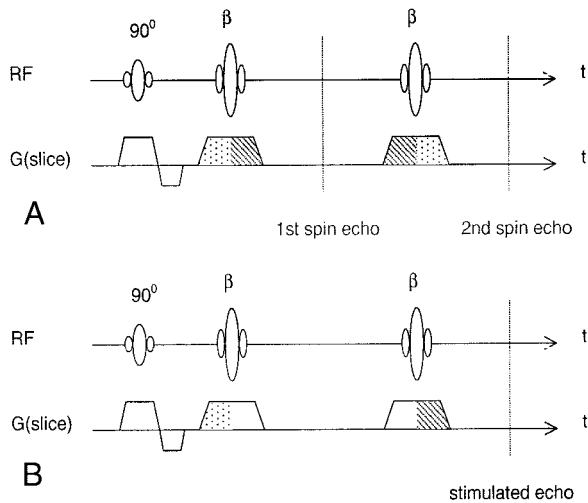 90⁰ β β
RF t
G(slice) t
A
1st spin echo 2nd spin echo
90⁰ β β
RF t
G(slice) t
B
stimulated echo